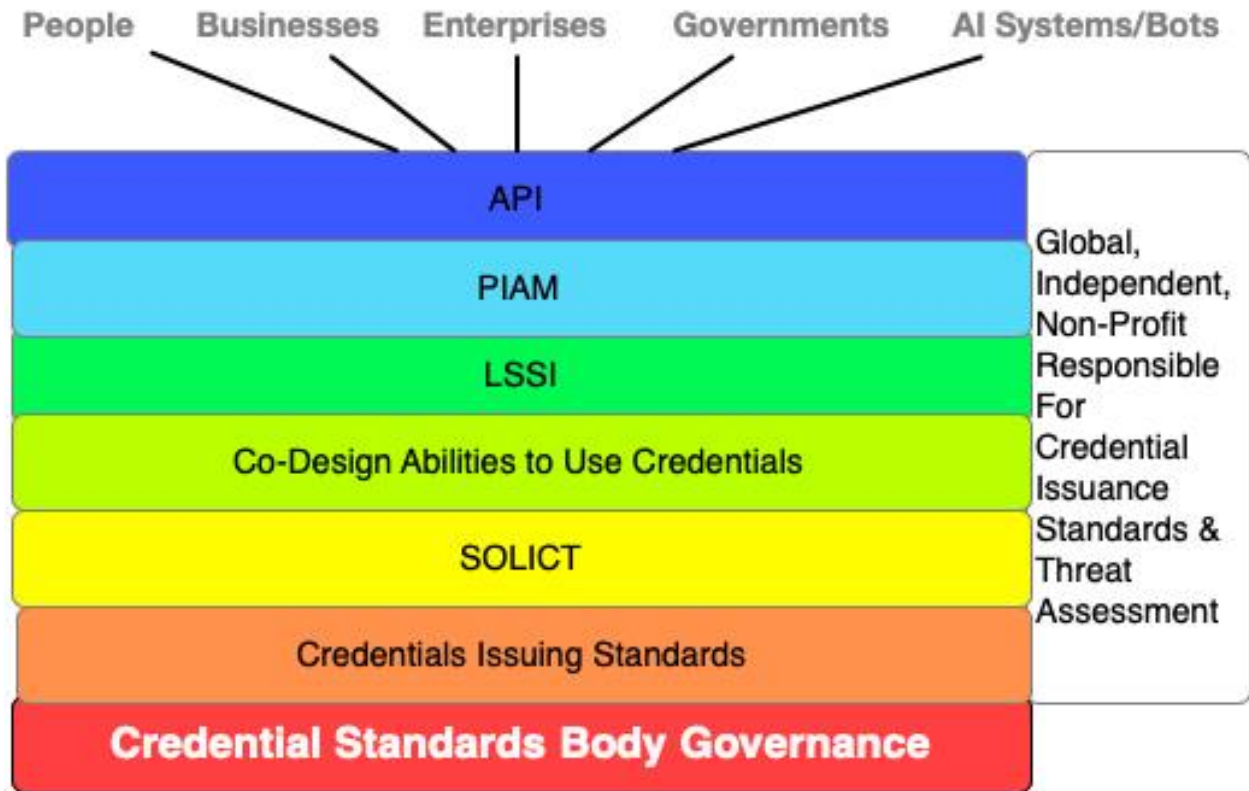 People Businesses Enterprises Governments AI Systems/Bots
API
PIAM
LSSI
Co-Design Abilities to Use Credentials
SOLICT
Credentials Issuing Standards
Credential Standards Body Governance
Global,
Independent,
Non-Profit
Responsible
For
Credential
Issuance
Standards &
Threat
Assessment